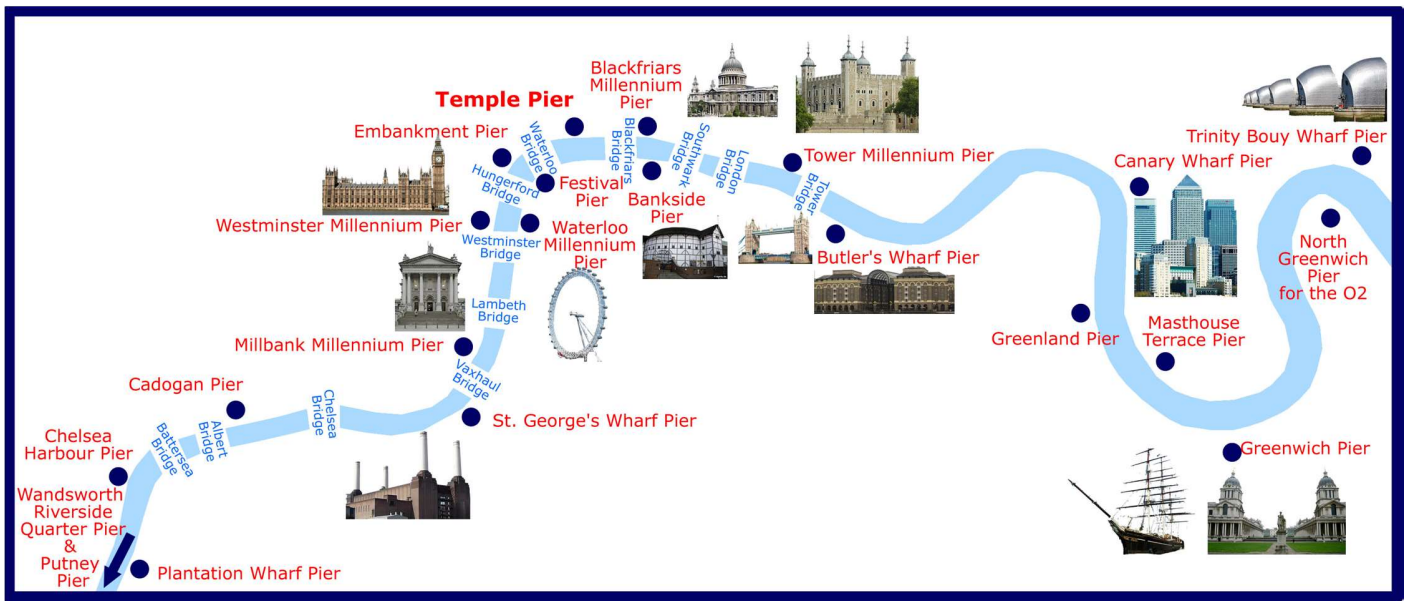 Temple Pier
Blackfriars
Millennium
Pier
Embankment Pier
Waterloo
Bridge
Blackfriars
Bridge
Southwark
Bridge
London
Bridge
Tower Millennium Pier
Tower
Bridge
Trinity Bouy Wharf Pier
Canary Wharf Pier
Hungerford
Bridge
Festival
Pier
Bankside
Pier
Westminster Millennium Pier
Waterloo
Millennium
Pier
Westminster
Bridge
Butler's Wharf Pier
North
Greenwich
Pier
for the O2
Lambeth
Bridge
Greenland Pier
Masthouse
Terrace Pier
Millbank Millennium Pier
Vaxhaul
Bridge
Cadogan Pier
Chelsea
Bridge
St. George's Wharf Pier
Albert
Bridge
Battersea
Bridge
Chelsea
Harbour Pier
Greenwich Pier
Wandsworth
Riverside
Quarter Pier
&
Putney
Pier
Plantation Wharf Pier